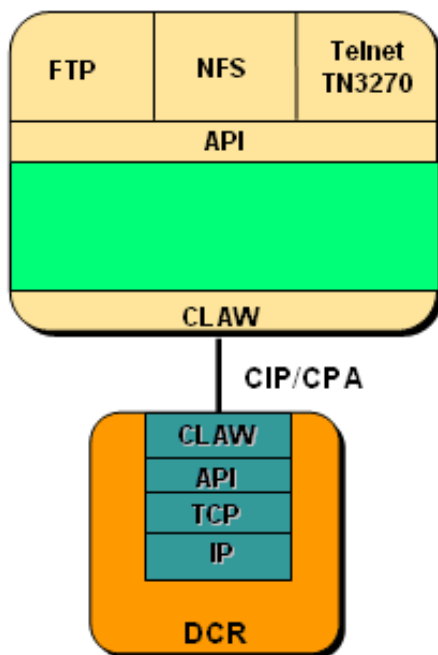 FTP
NFS
Telnet
TN3270
API
CLAW
CIP/CPA
CLAW
API
TCP
IP
DCR